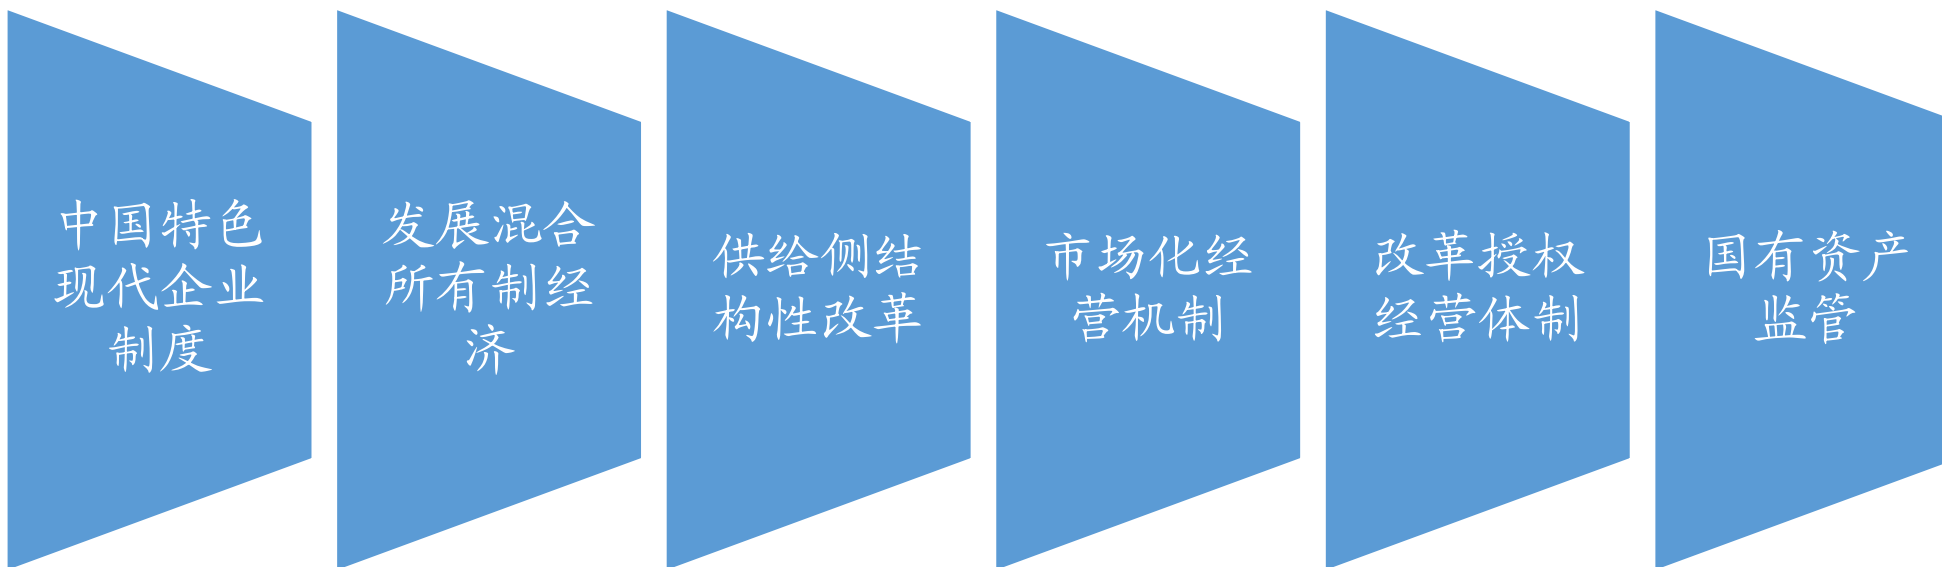 中国特色
现代企业
制度
发展混合
所有制经
济
供给侧结
构性改革
市场化经
营机制
改革授权
经营体制
国有资产
监管